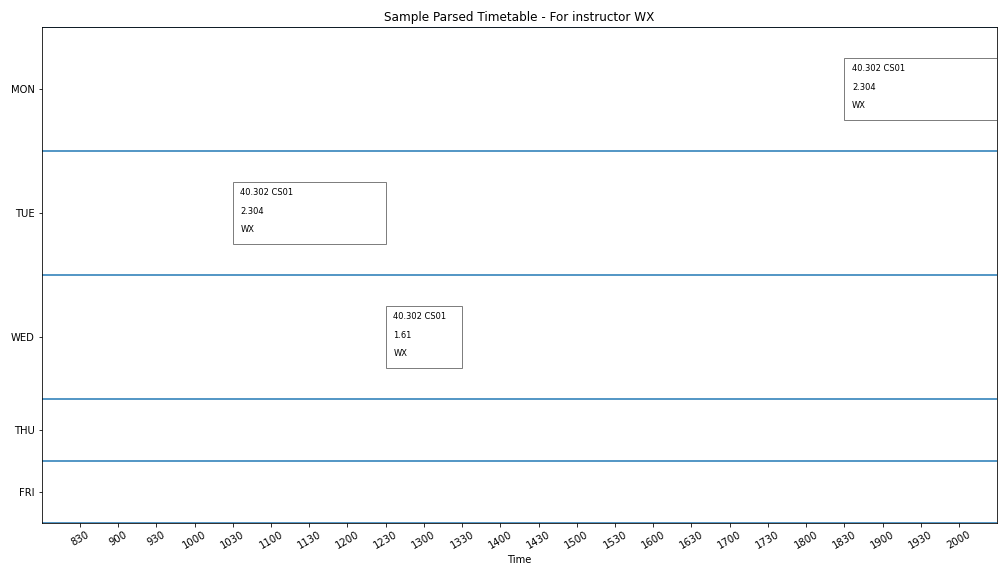 Sample Parsed Timetable - For instructor WX
MON
40.302 CS01
2.304
WX
TUE
40.302 CS01
2.304
WX
WED
40.302 CS01
1.61
WX
THU
FRI
830 900 930 1000 1030 1100 1130 1200 1230 1300 1330 1400 1430 1500 1530 1600 1630 1700 1730 1800 1830 1900 1930 2000
Time